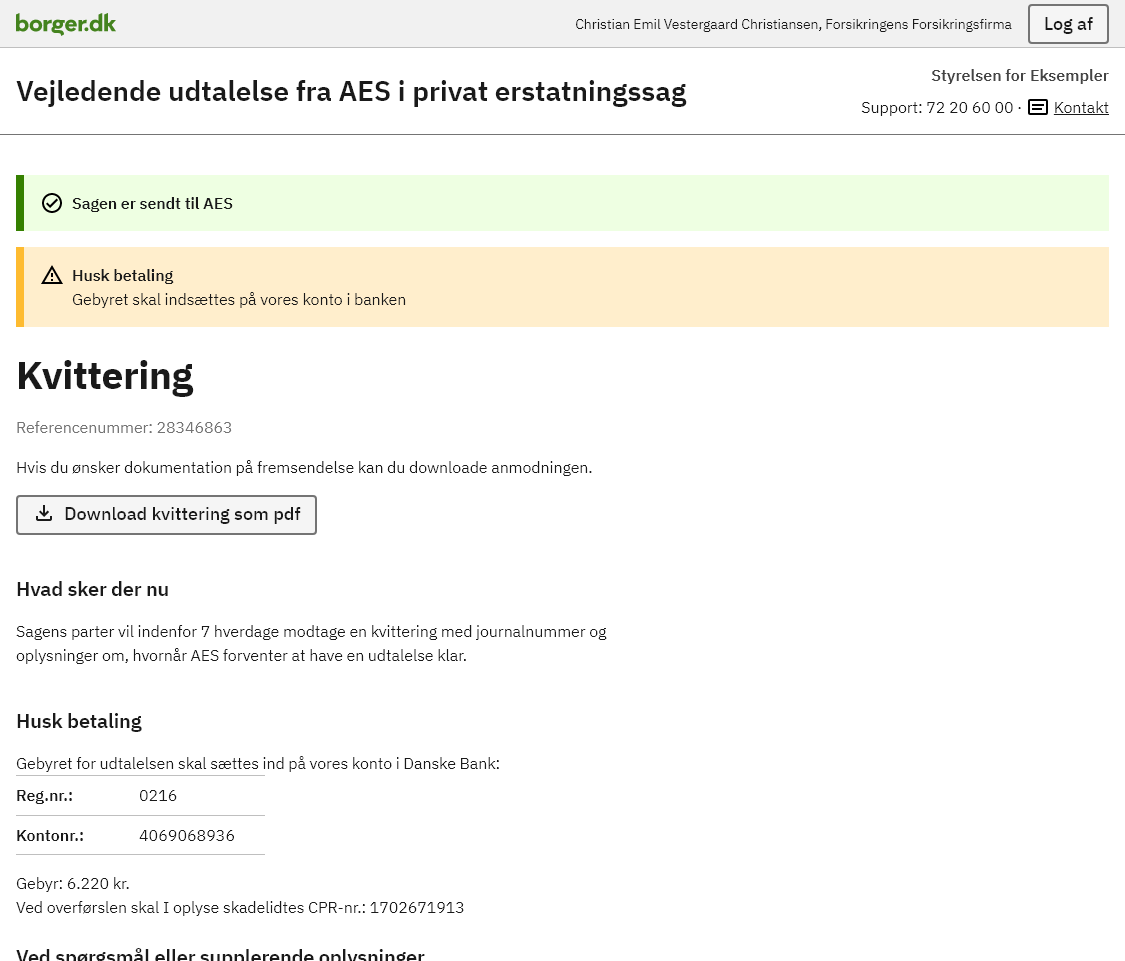 borger.dk
Christian Emil Vestergaard Christiansen, Forsikringens Forsikringsfirma
Log af
Vejledende udtalelse fra AES i privat erstatningssag
Styrelsen for Eksempler
Support: 72 20 60 00 · Kontakt
Sagen er sendt til AES
Husk betaling
Gebyret skal indsættes på vores konto i banken
Kvittering
Referencenummer: 28346863
Hvis du ønsker dokumentation på fremsendelse kan du downloade anmodningen.
Download kvittering som pdf
Hvad sker der nu
Sagens parter vil indenfor 7 hverdage modtage en kvittering med journalnummer og
oplysninger om, hvornår AES forventer at have en udtalelse klar.
Husk betaling
Gebyret for udtalelsen skal sættes ind på vores konto i Danske Bank:
Reg.nr.: 0216
Kontonr.: 4069068936
Gebyr: 6.220 kr.
Ved overførslen skal I oplyse skadelidtes CPR-nr.: 1702671913
Ved spørgsmål eller supplerende oplysninger